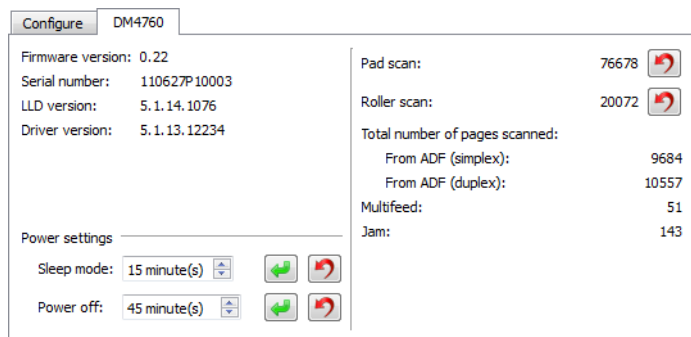 Configure DM4760
Firmware version: 0.22
Serial number: 110627P10003
LLD version: 5.1.14.1076
Driver version: 5.1.13.12234
Power settings
Sleep mode: 15 minute(s)
Power off: 45 minute(s)
Pad scan: 76678
Roller scan: 20072
Total number of pages scanned:
From ADF (simplex): 9684
From ADF (duplex): 10557
Multifeed: 51
Jam: 143